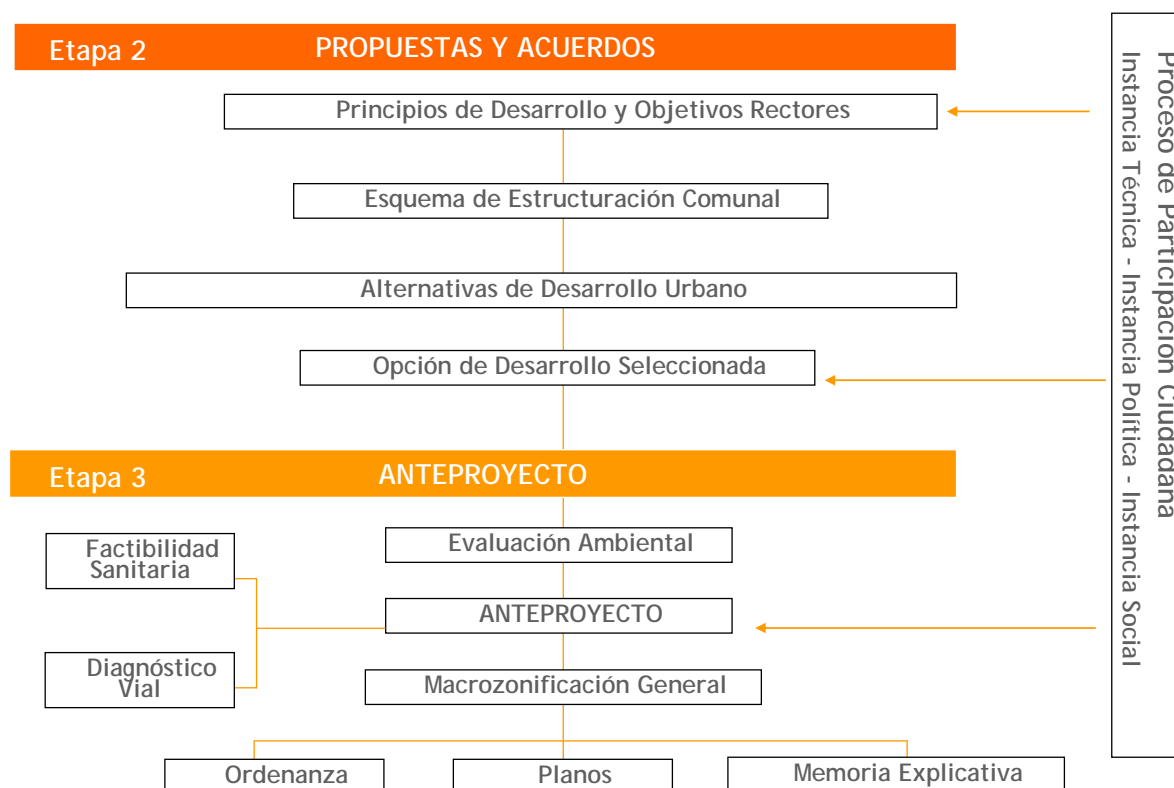 Etapa 2 PROPUESTAS Y ACUERDOS
Principios de Desarrollo y Objetivos Rectores
Esquema de Estructuración Comunal
Alternativas de Desarrollo Urbano
Opción de Desarrollo Seleccionada
Etapa 3 ANTEPROYECTO
Evaluación Ambiental
Factibilidad
Sanitaria
ANTEPROYECTO
Diagnóstico
Vial
Macrozonificación General
Ordenanza
Planos
Memoria Explicativa
Proceso de Participación Ciudadana
Instancia Técnica - Instancia Política - Instancia Social